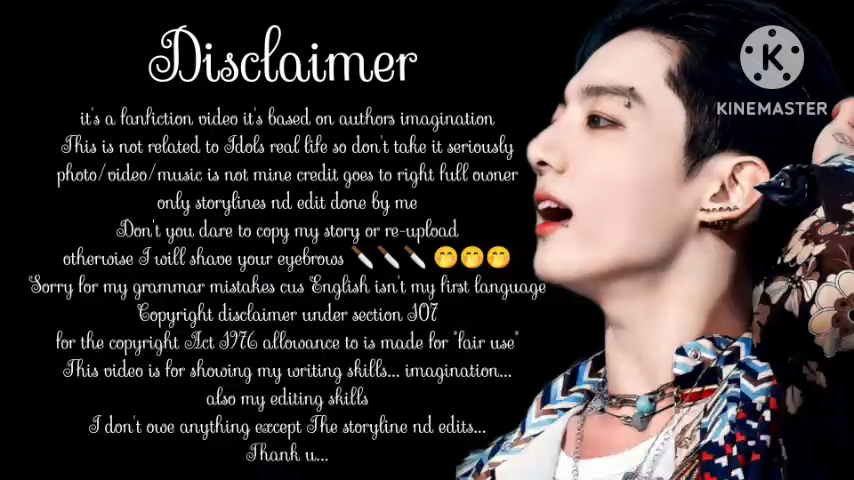 Disclaimer
it's a fanfiction video it's based on authors imagination
This is not related to Idols real life so don't take it seriously
photo/video/music is not mine credit goes to right full owner
only storylines nd edit done by me
Don't you dare to copy my story or re-upload
otherwise I will shave your eyebrows 🔪🔪🔪 🤭🤭🤭
Sorry for my grammar mistakes cus English isn't my first language
Copyright disclaimer under section 107
for the copyright Act 1976 allowance to is made for "fair use"
This video is for showing my writing skills... imagination...
also my editing skills
I don't owe anything except The storyline nd edits...
Thank u...
K
KINEMASTER